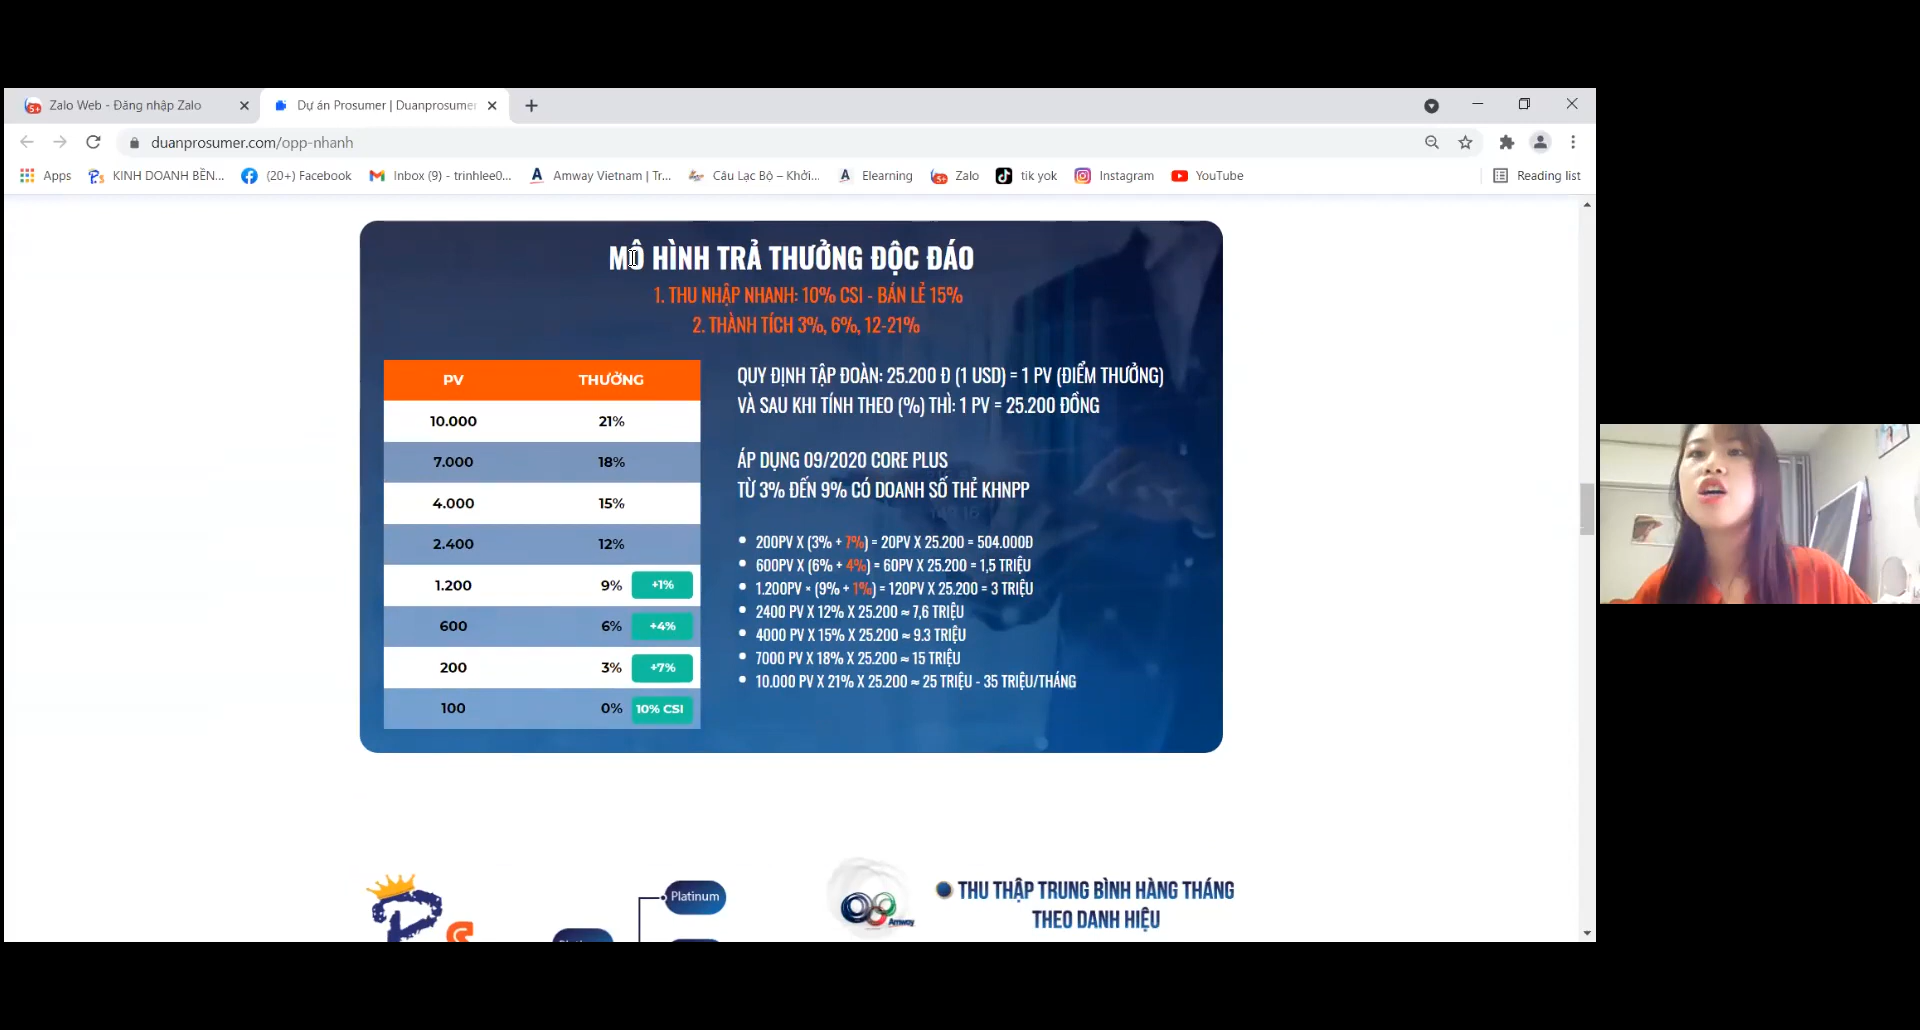 Zalo Web - Đăng nhập Zalo
Dự án Prosumer | Duanprosumer
duanprosumer.com/opp-nhanh
Apps
KINH DOANH BỀN...
(20+) Facebook
Inbox (9) - trinhlee0...
Amway Vietnam | Tr...
Câu Lạc Bộ – Khởi...
Elearning
Zalo
tik yok
Instagram
YouTube
Reading list
MÔ HÌNH TRẢ THƯỞNG ĐỘC ĐÁO
1. THU NHẬP NHANH: 10% CSI - BÁN LẺ 15%
2. THÀNH TÍCH 3%, 6%, 12-21%
PV THƯỞNG
10.000 21%
7.000 18%
4.000 15%
2.400 12%
1.200 9% +1%
600 6% +4%
200 3% +7%
100 0% 10% CSI
QUY ĐỊNH TẬP ĐOÀN: 25.200 Đ (1 USD) = 1 PV (ĐIỂM THƯỞNG)
VÀ SAU KHI TÍNH THEO (%) THÌ: 1 PV = 25.200 ĐỒNG
ÁP DỤNG 09/2020 CORE PLUS
TỪ 3% ĐẾN 9% CÓ DOANH SỐ THẺ KHNPP
200PV X (3% + 7%) = 20PV X 25.200 = 504.000Đ
600PV X (6% + 4%) = 60PV X 25.200 = 1,5 TRIỆU
1.200PV × (9% + 1%) = 120PV X 25.200 = 3 TRIỆU
2400 PV X 12% X 25.200 ≈ 7,6 TRIỆU
4000 PV X 15% X 25.200 ≈ 9.3 TRIỆU
7000 PV X 18% X 25.200 ≈ 15 TRIỆU
10.000 PV X 21% X 25.200 ≈ 25 TRIỆU - 35 TRIỆU/THÁNG
Platinum
Amway
THU THẬP TRUNG BÌNH HÀNG THÁNG
THEO DANH HIỆU